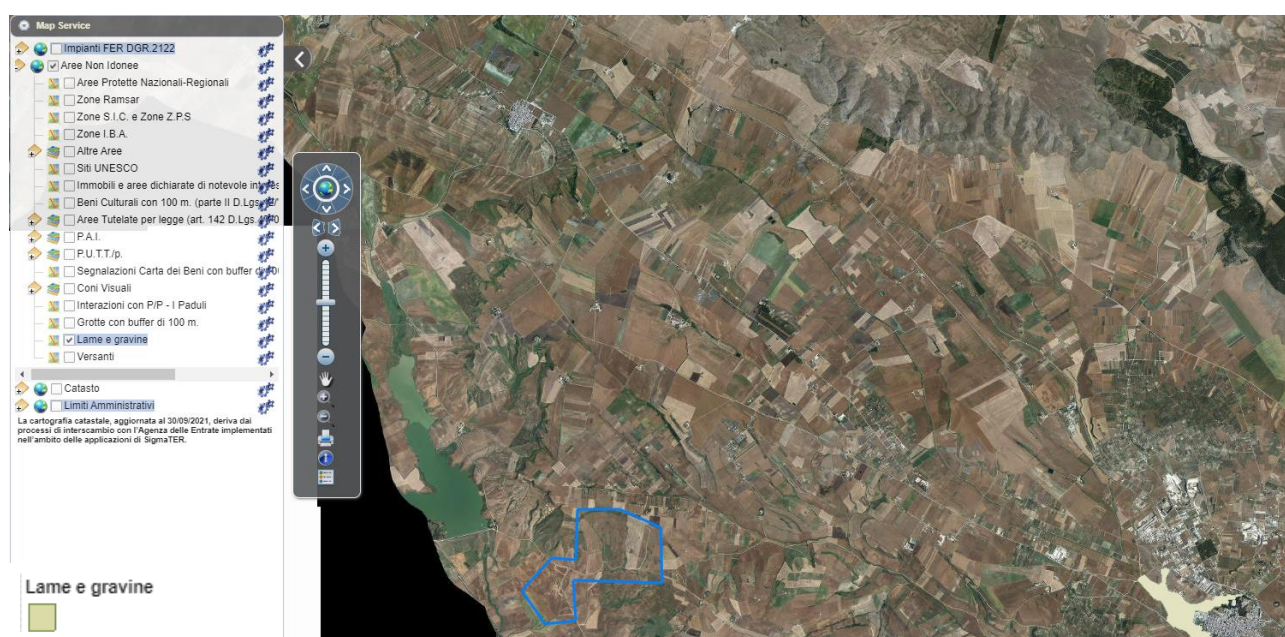 Map Service
Impianti FER DGR.2122
Aree Non Idonee
Aree Protette Nazionali-Regionali
Zone Ramsar
Zone S.I.C. e Zone Z.P.S
Zone I.B.A.
Altre Aree
Siti UNESCO
Immobili e aree dichiarate di notevole
Beni Culturali con 100 m. (parte II D.Lgs.
Aree Tutelate per legge (art. 142 D.Lgs.
P.A.I.
P.U.T.T./p.
Segnalazioni Carta dei Beni con buffer
Coni Visuali
Interazioni con P/P - I Paduli
Grotte con buffer di 100 m.
Lame e gravine
Versanti
Catasto
Limiti Amministrativi
La cartografia catastale, aggiornata al 30/09/2021, deriva dai
processi di interscambio con l'Agenzia delle Entrate implementati
nell'ambito delle applicazioni di SigmaTER.
Lame e gravine